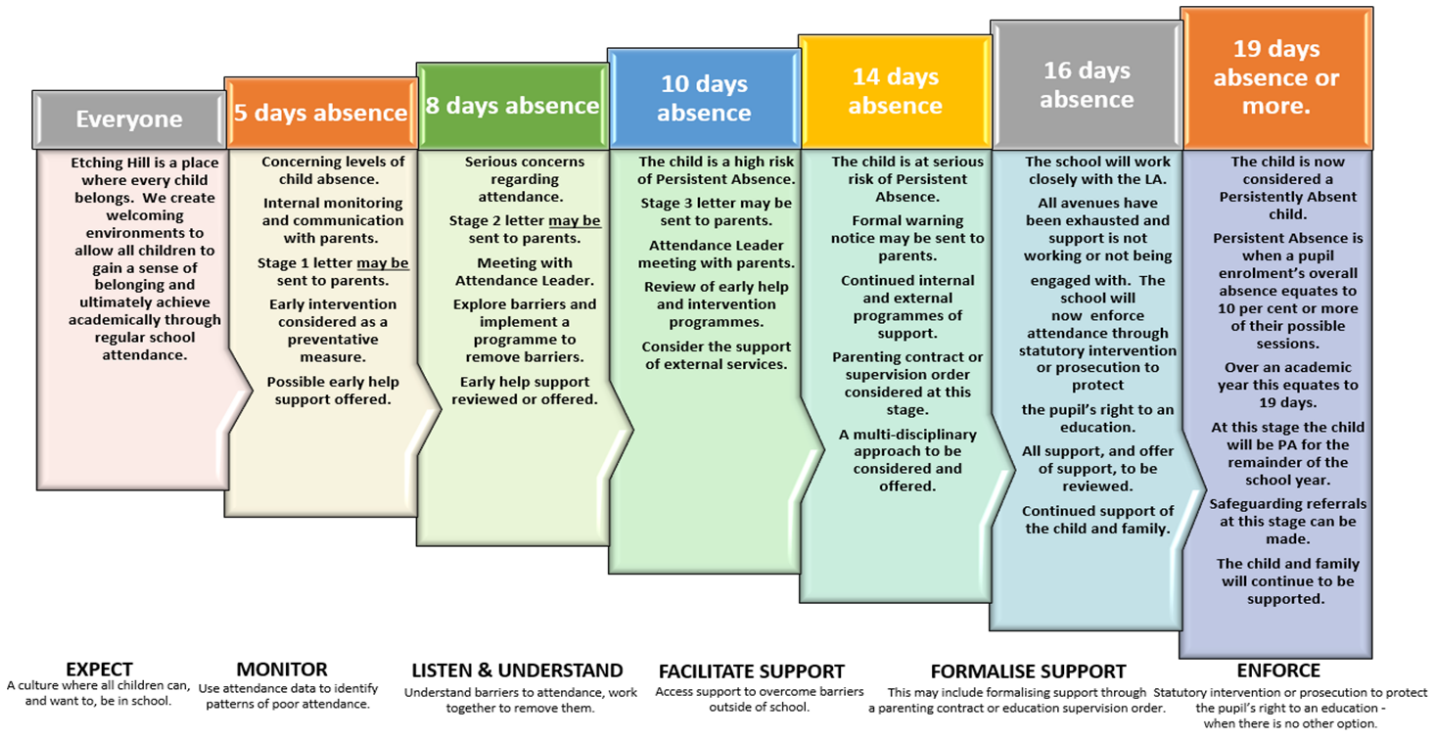 Everyone
Etching Hill is a place
where every child
belongs. We create
welcoming
environments to
allow all children to
gain a sense of
belonging and
ultimately achieve
academically through
regular school
attendance.
5 days absence
Concerning levels of
child absence.
Internal monitoring
and communication
with parents.
Stage 1 letter may be
sent to parents.
Early intervention
considered as a
preventative
measure.
Possible early help
support offered.
8 days absence
Serious concerns
regarding
attendance.
Stage 2 letter may be
sent to parents.
Meeting with
Attendance Leader.
Explore barriers and
implement a
programme to
remove barriers.
Early help support
reviewed or offered.
10 days
absence
The child is a high risk
of Persistent Absence.
Stage 3 letter may be
sent to parents.
Attendance Leader
meeting with parents.
Review of early help
and intervention
programmes.
Consider the support
of external services.
14 days
absence
The child is at serious
risk of Persistent
Absence.
Formal warning
notice may be sent to
parents.
Continued internal
and external
programmes of
support.
Parenting contract or
supervision order
considered at this
stage.
A multi-disciplinary
approach to be
considered and
offered.
16 days
absence
The school will work
closely with the LA.
All avenues have
been exhausted and
support is not
working or not being
engaged with. The
school will
now enforce
attendance through
statutory intervention
or prosecution to
protect
the pupil's right to an
education.
All support, and offer
of support, to be
reviewed.
Continued support of
the child and family.
19 days
absence or
more.
The child is now
considered a
Persistently Absent
child.
Persistent Absence is
when a pupil
enrolment's overall
absence equates to
10 per cent or more
of their possible
sessions.
Over an academic
year this equates to
19 days.
At this stage the child
will be PA for the
remainder of the
school year.
Safeguarding referrals
at this stage can be
made.
The child and family
will continue to be
supported.
EXPECT
A culture where all children can,
and want to, be in school.
MONITOR
Use attendance data to identify
patterns of poor attendance.
LISTEN & UNDERSTAND
Understand barriers to attendance, work
together to remove them.
FACILITATE SUPPORT
Access support to overcome barriers
outside of school.
FORMALISE SUPPORT
This may include formalising support through
a parenting contract or education supervision order.
ENFORCE
Statutory intervention or prosecution to protect
the pupil's right to an education -
when there is no other option.